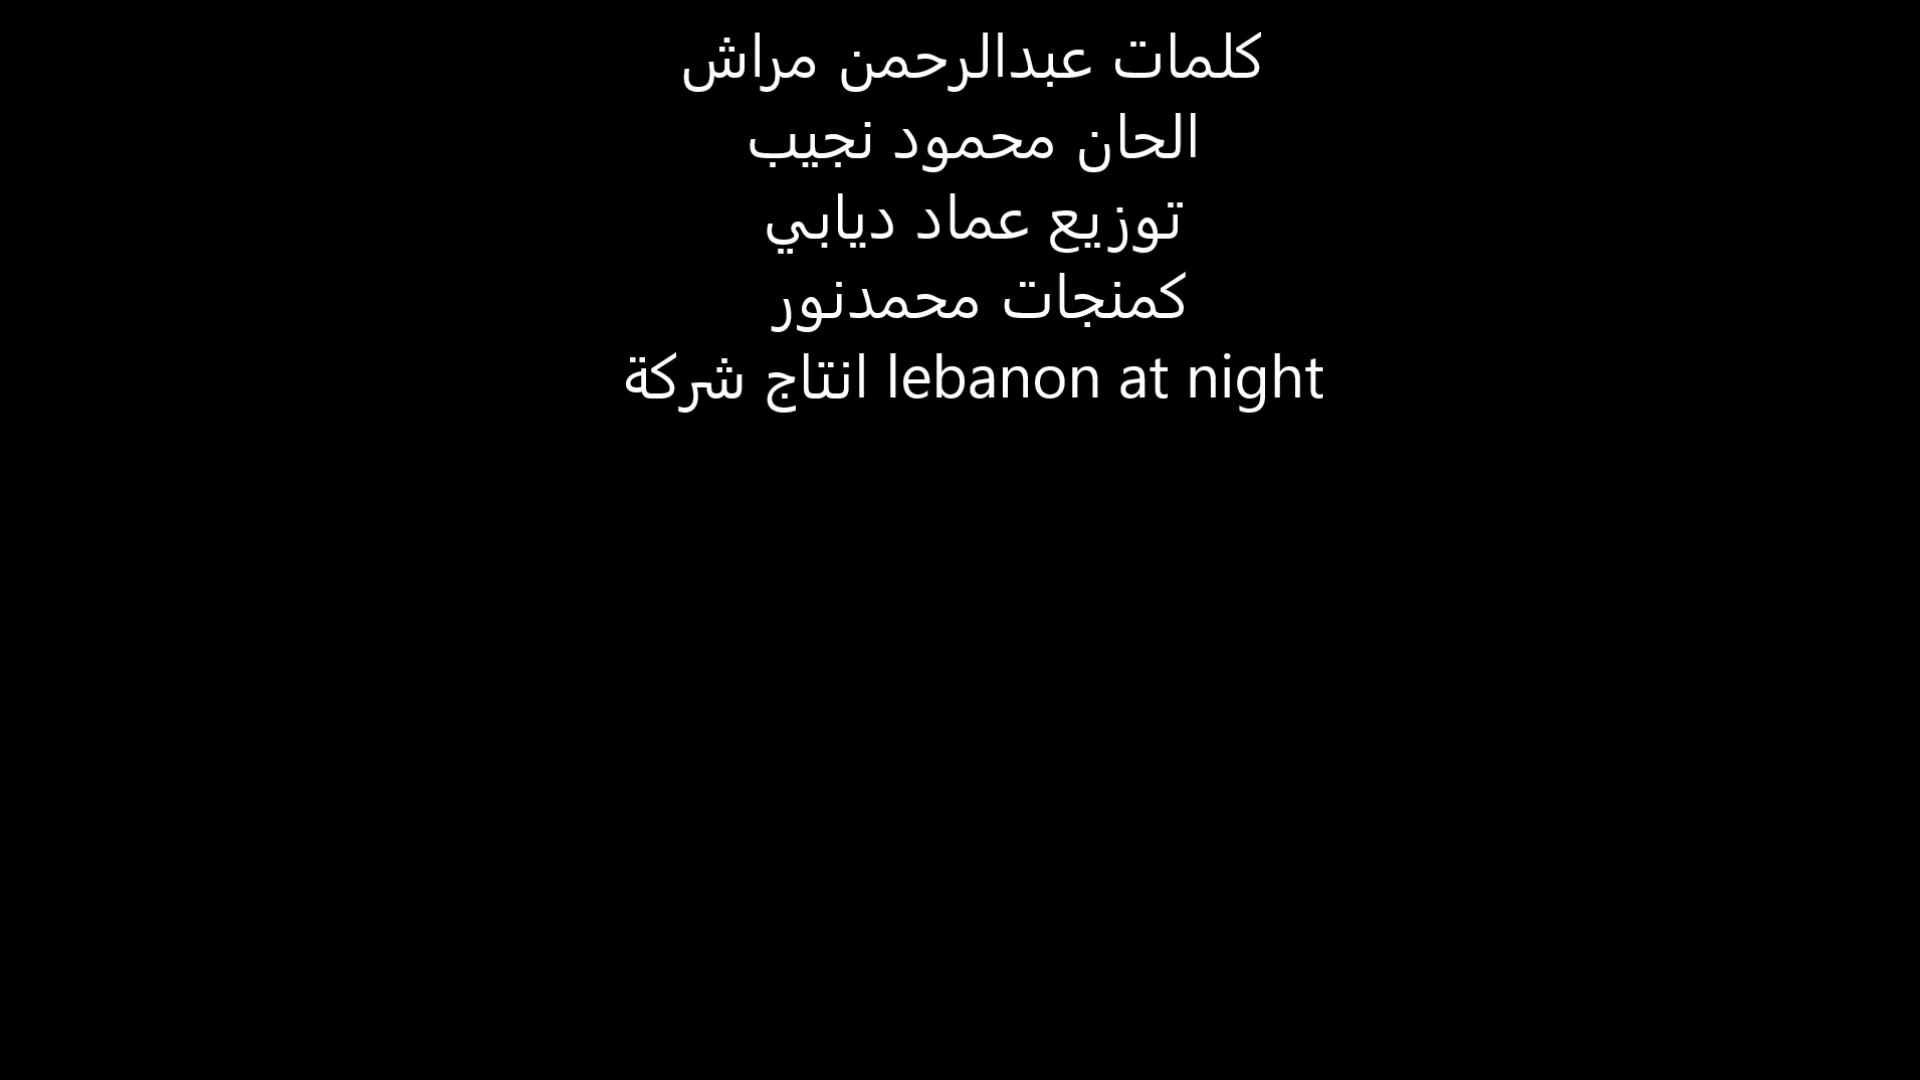 كلمات عبدالرحمن مراش
الحان محمود نجيب
توزيع عماد ديابي
كمنجات محمدنور
انتاج شركة lebanon at night